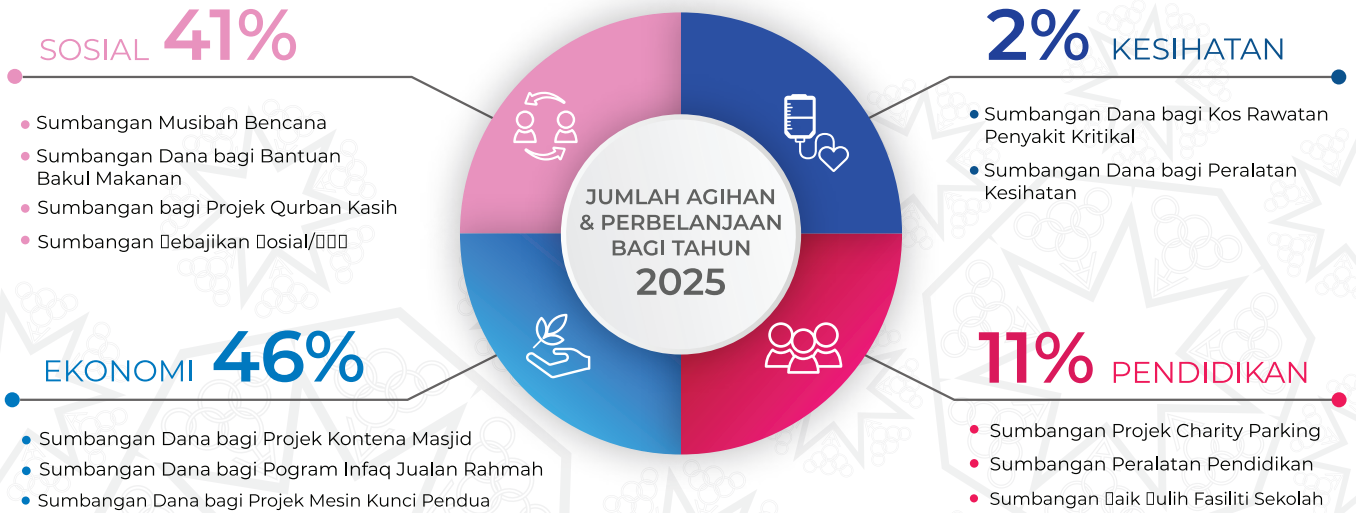 SOSIAL 41%
Sumbangan Musibah Bencana
Sumbangan Dana bagi Bantuan
Bakul Makanan
Sumbangan bagi Projek Qurban Kasih
Sumbangan
2% KESIHATAN
Sumbangan Dana bagi Kos Rawatan
Penyakit Kritikal
Sumbangan Dana bagi Peralatan
Kesihatan
JUMLAH AGIHAN
& PERBELANJAAN
BAGI TAHUN
2025
EKONOMI 46%
Sumbangan Dana bagi Projek Kontena Masjid
Sumbangan Dana bagi Pogram Infaq Jualan Rahmah
Sumbangan Dana bagi Projek Mesin Kunci Pendua
11% PENDIDIKAN
Sumbangan Projek Charity Parking
Sumbangan Peralatan Pendidikan
Sumbangan Fasiliti Sekolah